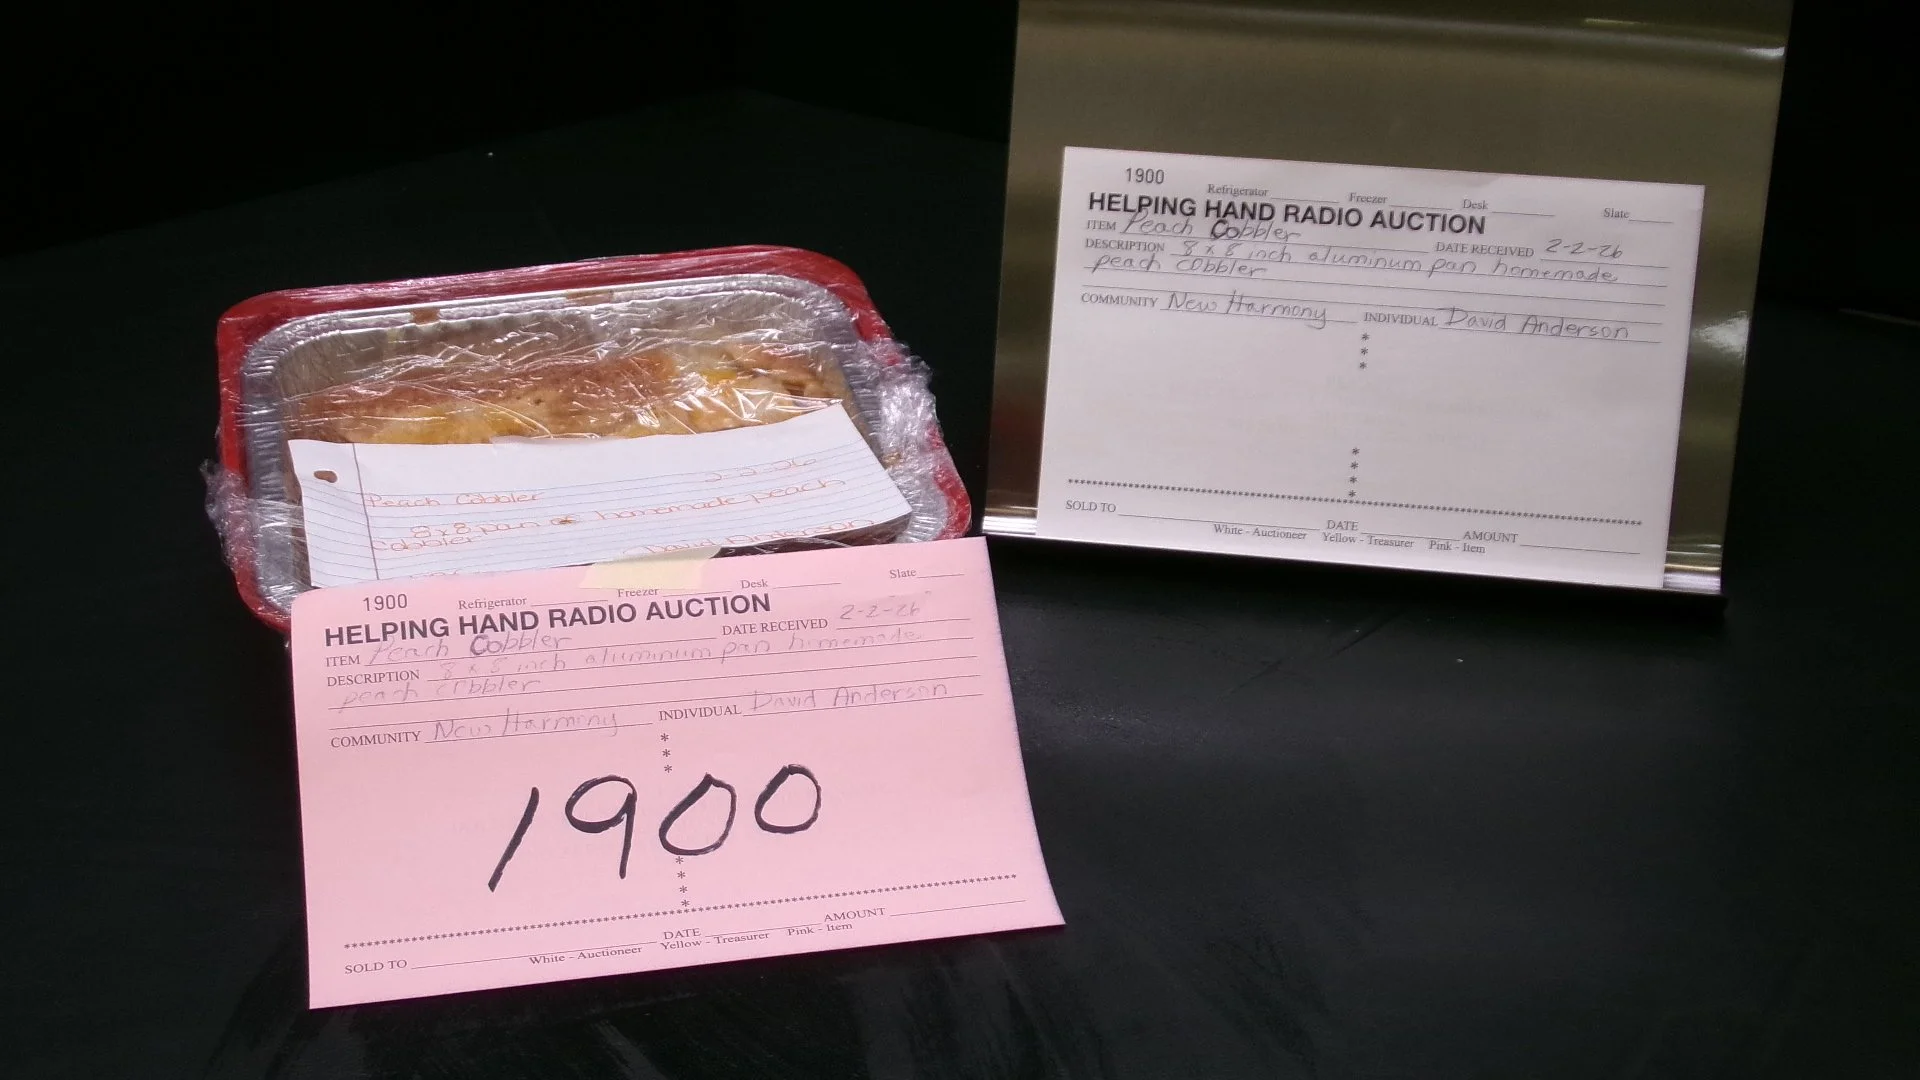 Peach Cobbler 2-2-26
8x8 pan of homemade peach
Cobbler
David Anderson
1900
Refrigerator Freezer Desk Slate
HELPING HAND RADIO AUCTION
ITEM Peach Cobbler DATE RECEIVED 2-2-26
DESCRIPTION 8 x 8 inch aluminum pan homemade
peach cobbler
COMMUNITY New Harmony INDIVIDUAL David Anderson
*
*
*
1900
*
*
*
*
SOLD TO DATE AMOUNT
White - Auctioneer Yellow - Treasurer Pink - Item
1900
Refrigerator Freezer Desk Slate
HELPING HAND RADIO AUCTION
ITEM Peach Cobbler DATE RECEIVED 2-2-26
DESCRIPTION 8 x 8 inch aluminum pan homemade
peach cobbler
COMMUNITY New Harmony INDIVIDUAL David Anderson
*
*
*
*
*
*
*
SOLD TO DATE AMOUNT
White - Auctioneer Yellow - Treasurer Pink - Item